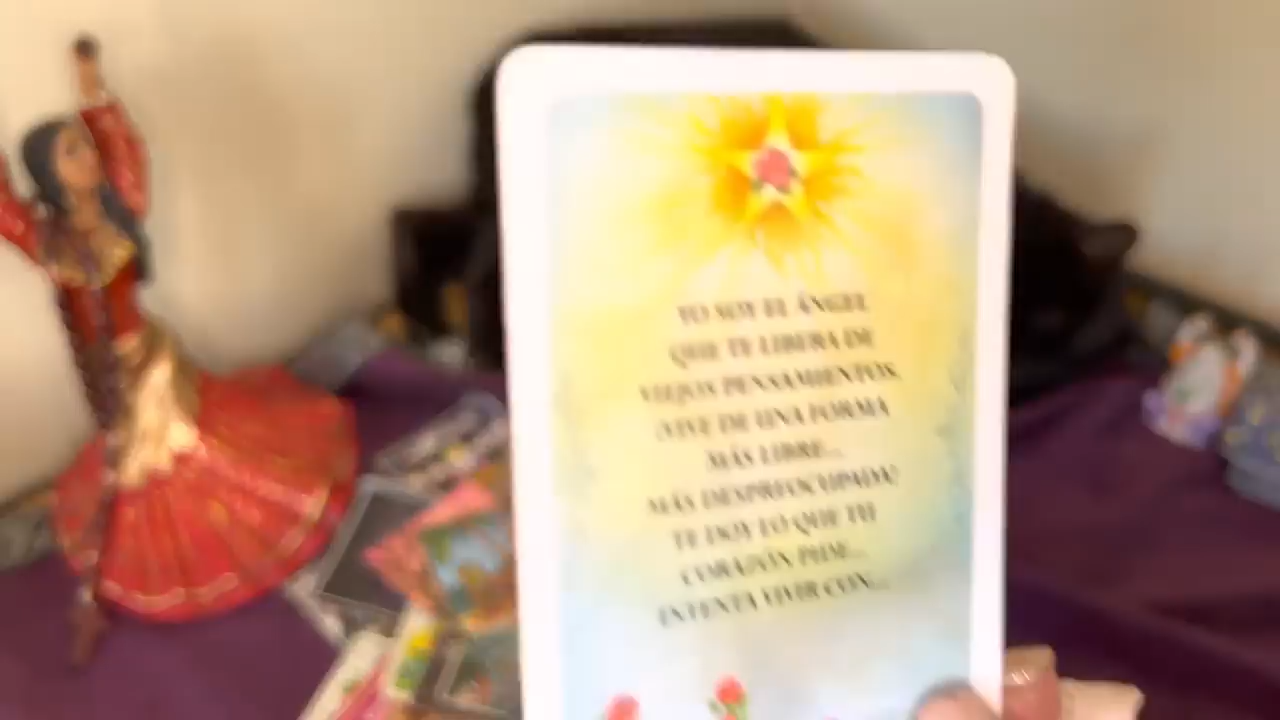 YO SOY EL ÁNGEL
QUE TE LIBERA DE
VIEJOS PENSAMIENTOS.
¡VIVE DE UNA FORMA
MÁS LIBRE...
MÁS DESPREOCUPADA!
TE DOY LO QUE TU
CORAZÓN PIDE...
INTENTA VIVIR CON...